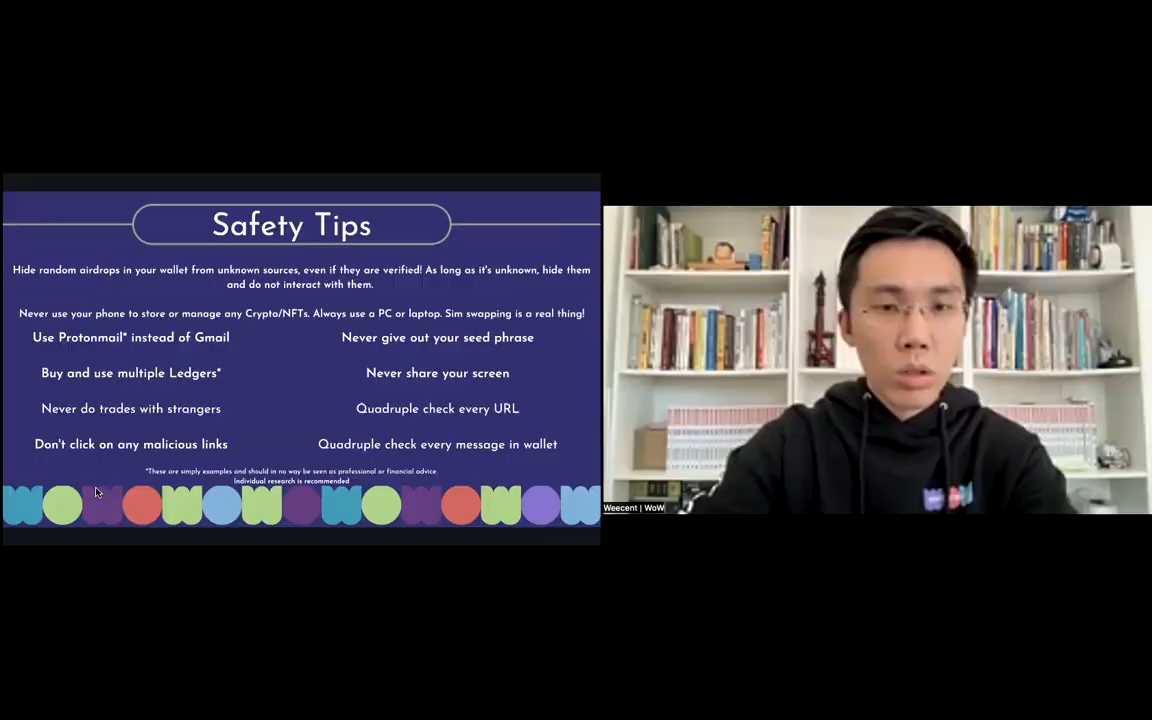 Safety Tips
Hide random airdrops in your wallet from unknown sources, even if they are verified! As long as it's unknown, hide them
and do not interact with them.
Never use your phone to store or manage any Crypto/NFTs. Always use a PC or laptop. Sim swapping is a real thing!
Use Protonmail* instead of Gmail
Never give out your seed phrase
Buy and use multiple Ledgers*
Never share your screen
Never do trades with strangers
Quadruple check every URL
Don't click on any malicious links
Quadruple check every message in wallet
*These are simply examples and should in no way be seen as professional or financial advice.
Individual research is recommended
Weecent | WoW